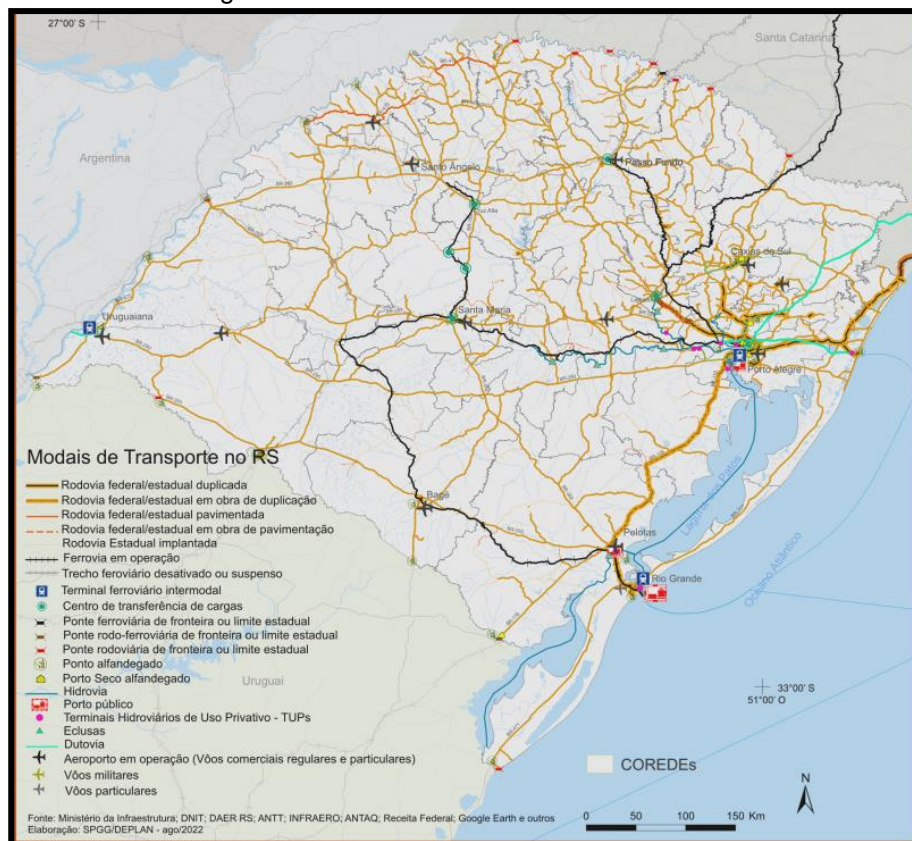 27°00' S
Santa Catarina
Argentina
Santo Ângelo
Passo Fundo
Cruz Alta
Caxias do Sul
Uruguaiana
Santa Maria
Porto Alegre
Modais de Transporte no RS
Rodovia federal/estadual duplicada
Rodovia federal/estadual em obra de duplicação
Rodovia federal/estadual pavimentada
Rodovia federal/estadual em obra de pavimentação
Rodovia Estadual implantada
Ferrovia em operação
Trecho feroviário desativado ou suspenso
Terminal ferroviário intermodal
Centro de transferência de cargas
Ponte ferroviária de fronteira ou limite estadual
Ponte rodo-ferroviária de fronteira ou limite estadual
Ponte rodoviária de fronteira ou limite estadual
Ponto alfandegado
Porto Seco alfandegado
Hidrovia
Porto público
Terminais Hidroviários de Uso Privativo - TUPs
Eclusas
Dutovia
Aeroporto em operação (Vôos comerciais regulares e particulares)
Vôos militares
Vôos particulares
Bagé
Laguna dos Patos
Pelotas
Oceano Atlântico
Rio Grande
Uruguai
33°00' S
51°00' O
COREDEs
N
0 50 100 150 Km
Fonte: Ministério da Infraestrutura; DNIT; DAER RS; ANTT; INFRAERO; ANTAQ; Receita Federal; Google Earth e outros
Elaboração: SPGG/DEPLAN - ago/2022